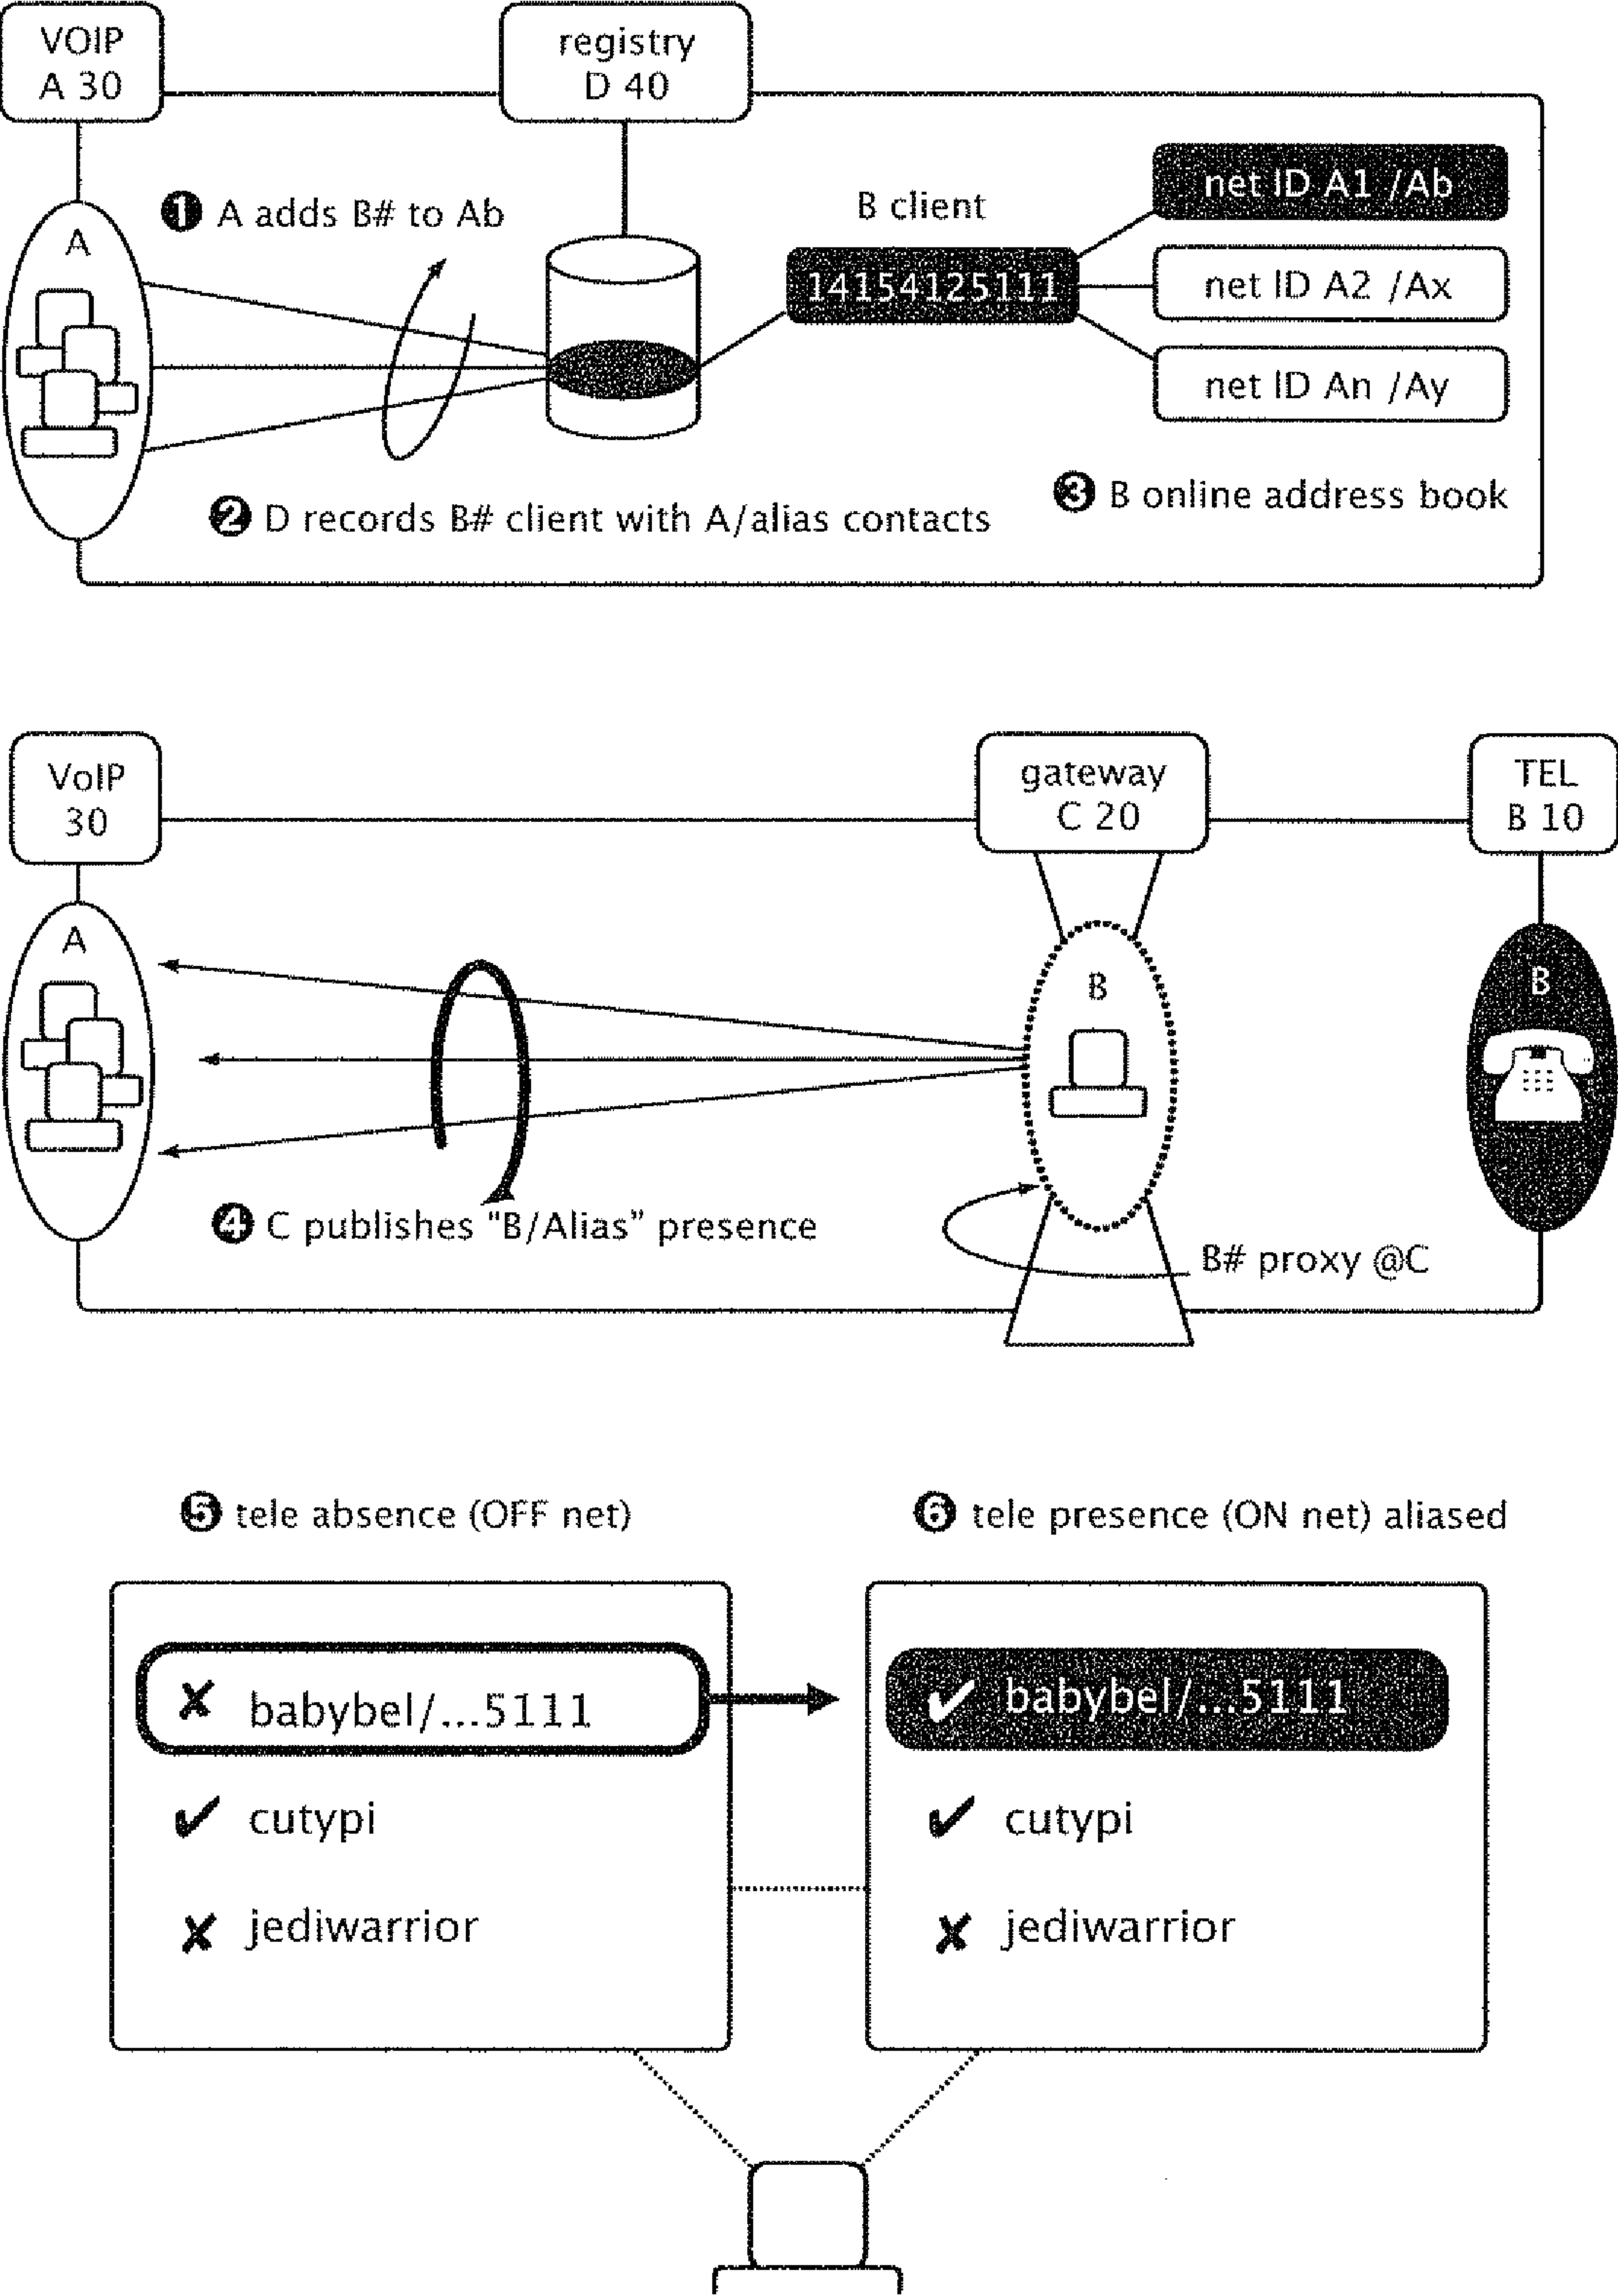 VOIP
A 30
registry
D 40
❶ A adds B# to Ab
A
B client
14154125111
net ID A1 /Ab
net ID A2 /Ax
net ID An /Ay
❸ B online address book
❷ D records B# client with A/alias contacts
VoIP
30
gateway
C 20
TEL
B 10
A
B
B
❹ C publishes "B/Alias" presence
B# proxy @C
❺ tele absence (OFF net)
❻ tele presence (ON net) aliased
✘ babybel/...5111
✔ cutypi
✘ jediwarrior
✔ babybel/...5111
✔ cutypi
✘ jediwarrior